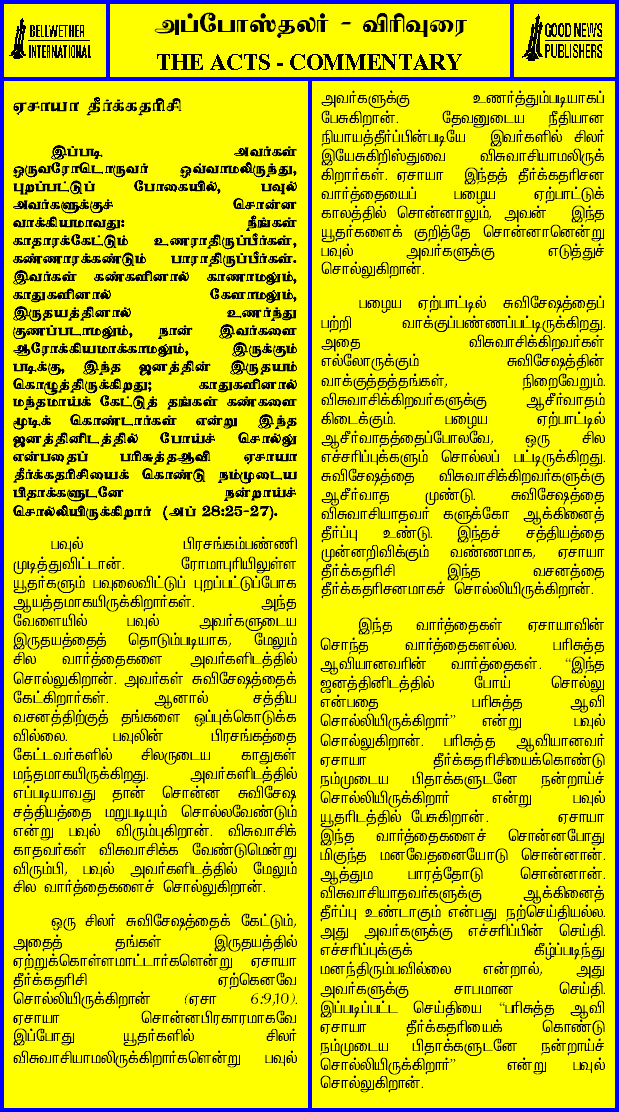 BELLWETHER
INTERNATIONAL
அப்போஸ்தலர் - விரிவுரை
THE ACTS - COMMENTARY
GOOD NEWS
PUBLISHERS
ஏசாயா தீர்க்கதரிசி
இப்படி அவர்கள்
ஒருவரோடொருவர் ஒவ்வாமலிருந்து,
புறப்பட்டுப் போகையில், பவுல்
அவர்களுக்குச் சொன்ன
வாக்கியமாவது: நீங்கள்
காதாரக்கேட்டும் உணராதிருப்பீர்கள்,
கண்ணாரக்கண்டும் பாராதிருப்பீர்கள்.
இவர்கள் கண்களினால் காணாமலும்,
காதுகளினால் கேளாமலும்,
இருதயத்தினால் உணர்ந்து
குணப்படாமலும், நான் இவர்களை
ஆரோக்கியமாக்காமலும், இருக்கும்
படிக்கு, இந்த ஜனத்தின் இருதயம்
கொழுத்திருக்கிறது; காதுகளினால்
மந்தமாய்க் கேட்டுத் தங்கள் கண்களை
மூடிக் கொண்டார்கள் என்று இந்த
ஜனத்தினிடத்தில் போய்ச் சொல்லு
என்பதைப் பரிசுத்தஆவி ஏசாயா
தீர்க்கதரிசியைக் கொண்டு நம்முடைய
பிதாக்களுடனே நன்றாய்ச்
சொல்லியிருக்கிறார் (அப் 28:25-27).
பவுல் பிரசங்கம்பண்ணி
முடித்துவிட்டான். ரோமாபுரியிலுள்ள
யூதர்களும் பவுலைவிட்டுப் புறப்பட்டுப்போக
ஆயத்தமாயிருக்கிறார்கள். அந்த
வேளையில் பவுல் அவர்களுடைய
இருதயத்தைத் தொடும்படியாக, மேலும்
சில வார்த்தைகளை அவர்களிடத்தில்
சொல்லுகிறான். அவர்கள் சுவிசேஷத்தைக்
கேட்கிறார்கள். ஆனால் சத்திய
வசனத்திற்குத் தங்களை ஒப்புக்கொடுக்க
வில்லை. பவுலின் பிரசங்கத்தை
கேட்டவர்களில் சிலருடைய காதுகள்
மந்தமாகயிருக்கிறது. அவர்களிடத்தில்
எப்படியாவது தான் சொன்ன சுவிசேஷ
சத்தியத்தை மறுபடியும் சொல்லவேண்டும்
என்று பவுல் விரும்புகிறான். விசுவாசிக்
காதவர்கள் விசுவாசிக்க வேண்டுமென்று
விரும்பி, பவுல் அவர்களிடத்தில் மேலும்
சில வார்த்தைகளைச் சொல்லுகிறான்.
ஒரு சிலர் சுவிசேஷத்தைக் கேட்டும்,
அதைத் தங்கள் இருதயத்தில்
ஏற்றுக்கொள்ளமாட்டார்களென்று ஏசாயா
தீர்க்கதரிசி ஏற்கெனவே
சொல்லியிருக்கிறான் (ஏசா 6:9,10).
ஏசாயா சொன்னபிரகாரமாகவே
இப்போது யூதர்களில் சிலர்
விசுவாசியாமலிருக்கிறார்களென்று பவுல்
அவர்களுக்கு உணர்த்தும்படியாகப்
பேசுகிறான். தேவனுடைய நீதியான
நியாயத்தீர்ப்பின்படியே இவர்களில் சிலர்
இயேசுகிறிஸ்துவை விசுவாசியாமலிருக்
கிறார்கள். ஏசாயா இந்தத் தீர்க்கதரிசன
வார்த்தையைப் பழைய ஏற்பாட்டுக்
காலத்தில் சொன்னாலும், அவன் இந்த
யூதர்களைக் குறித்தே சொன்னானென்று
பவுல் அவர்களுக்கு எடுத்துச்
சொல்லுகிறான்.
பழைய ஏற்பாட்டில் சுவிசேஷத்தைப்
பற்றி வாக்குப்பண்ணப்பட்டிருக்கிறது.
அதை விசுவாசிக்கிறவர்கள்
எல்லோருக்கும் சுவிசேஷத்தின்
வாக்குத்தத்தங்கள், நிறைவேறும்.
விசுவாசிக்கிறவர்களுக்கு ஆசீர்வாதம்
கிடைக்கும். பழைய ஏற்பாட்டில்
ஆசீர்வாதத்தைப்போலவே, ஒரு சில
எச்சரிப்புக்களும் சொல்லப் பட்டிருக்கிறது.
சுவிசேஷத்தை விசுவாசிக்கிறவர்களுக்கு
ஆசீர்வாத முண்டு. சுவிசேஷத்தை
விசுவாசியாதவர் களுக்கோ ஆக்கினைத்
தீர்ப்பு உண்டு. இந்தச் சத்தியத்தை
முன்னறிவிக்கும் வண்ணமாக, ஏசாயா
தீர்க்கதரிசி இந்த வசனத்தை
தீர்க்கதரிசனமாகச் சொல்லியிருக்கிறான்.
இந்த வார்த்தைகள் ஏசாயாவின்
சொந்த வார்த்தைகளல்ல. பரிசுத்த
ஆவியானவரின் வார்த்தைகள். “இந்த
ஜனத்தினிடத்தில் போய் சொல்லு
என்பதை பரிசுத்த ஆவி
சொல்லியிருக்கிறார்” என்று பவுல்
சொல்லுகிறான். பரிசுத்த ஆவியானவர்
ஏசாயா தீர்க்கதரிசியைக்கொண்டு
நம்முடைய பிதாக்களுடனே நன்றாய்ச்
சொல்லியிருக்கிறார் என்று பவுல்
யூதரிடத்தில் பேசுகிறான். ஏசாயா
இந்த வார்த்தைகளைச் சொன்னபோது
மிகுந்த மனவேதனையோடு சொன்னான்.
ஆத்தும பாரத்தோடு சொன்னான்.
விசுவாசியாதவர்களுக்கு ஆக்கினைத்
தீர்ப்பு உண்டாகும் என்பது நற்செய்தியல்ல.
அது அவர்களுக்கு எச்சரிப்பின் செய்தி.
எச்சரிப்புக்குக் கீழ்ப்படிந்து
மனந்திரும்பவில்லை என்றால், அது
அவர்களுக்கு சாபமான செய்தி.
இப்படிப்பட்ட செய்தியை “பரிசுத்த ஆவி
ஏசாயா தீர்க்கதரியைக் கொண்டு
நம்முடைய பிதாக்களுடனே நன்றாய்ச்
சொல்லியிருக்கிறார்” என்று பவுல்
சொல்லுகிறான்.